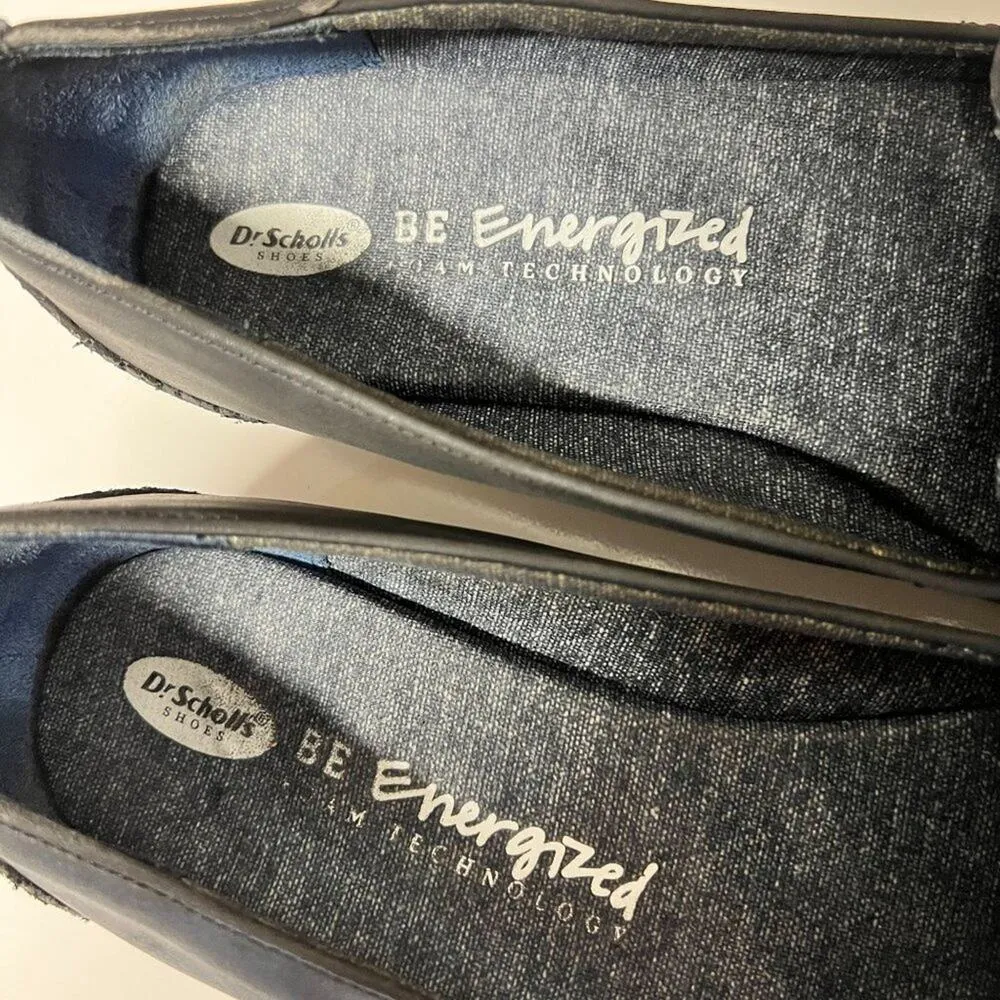 Dr Scholl's®
SHOES
BE Energized
AM TECHNOLOGY
Dr Scholl's®
SHOES
BE Energized
AM TECHNOLOGY